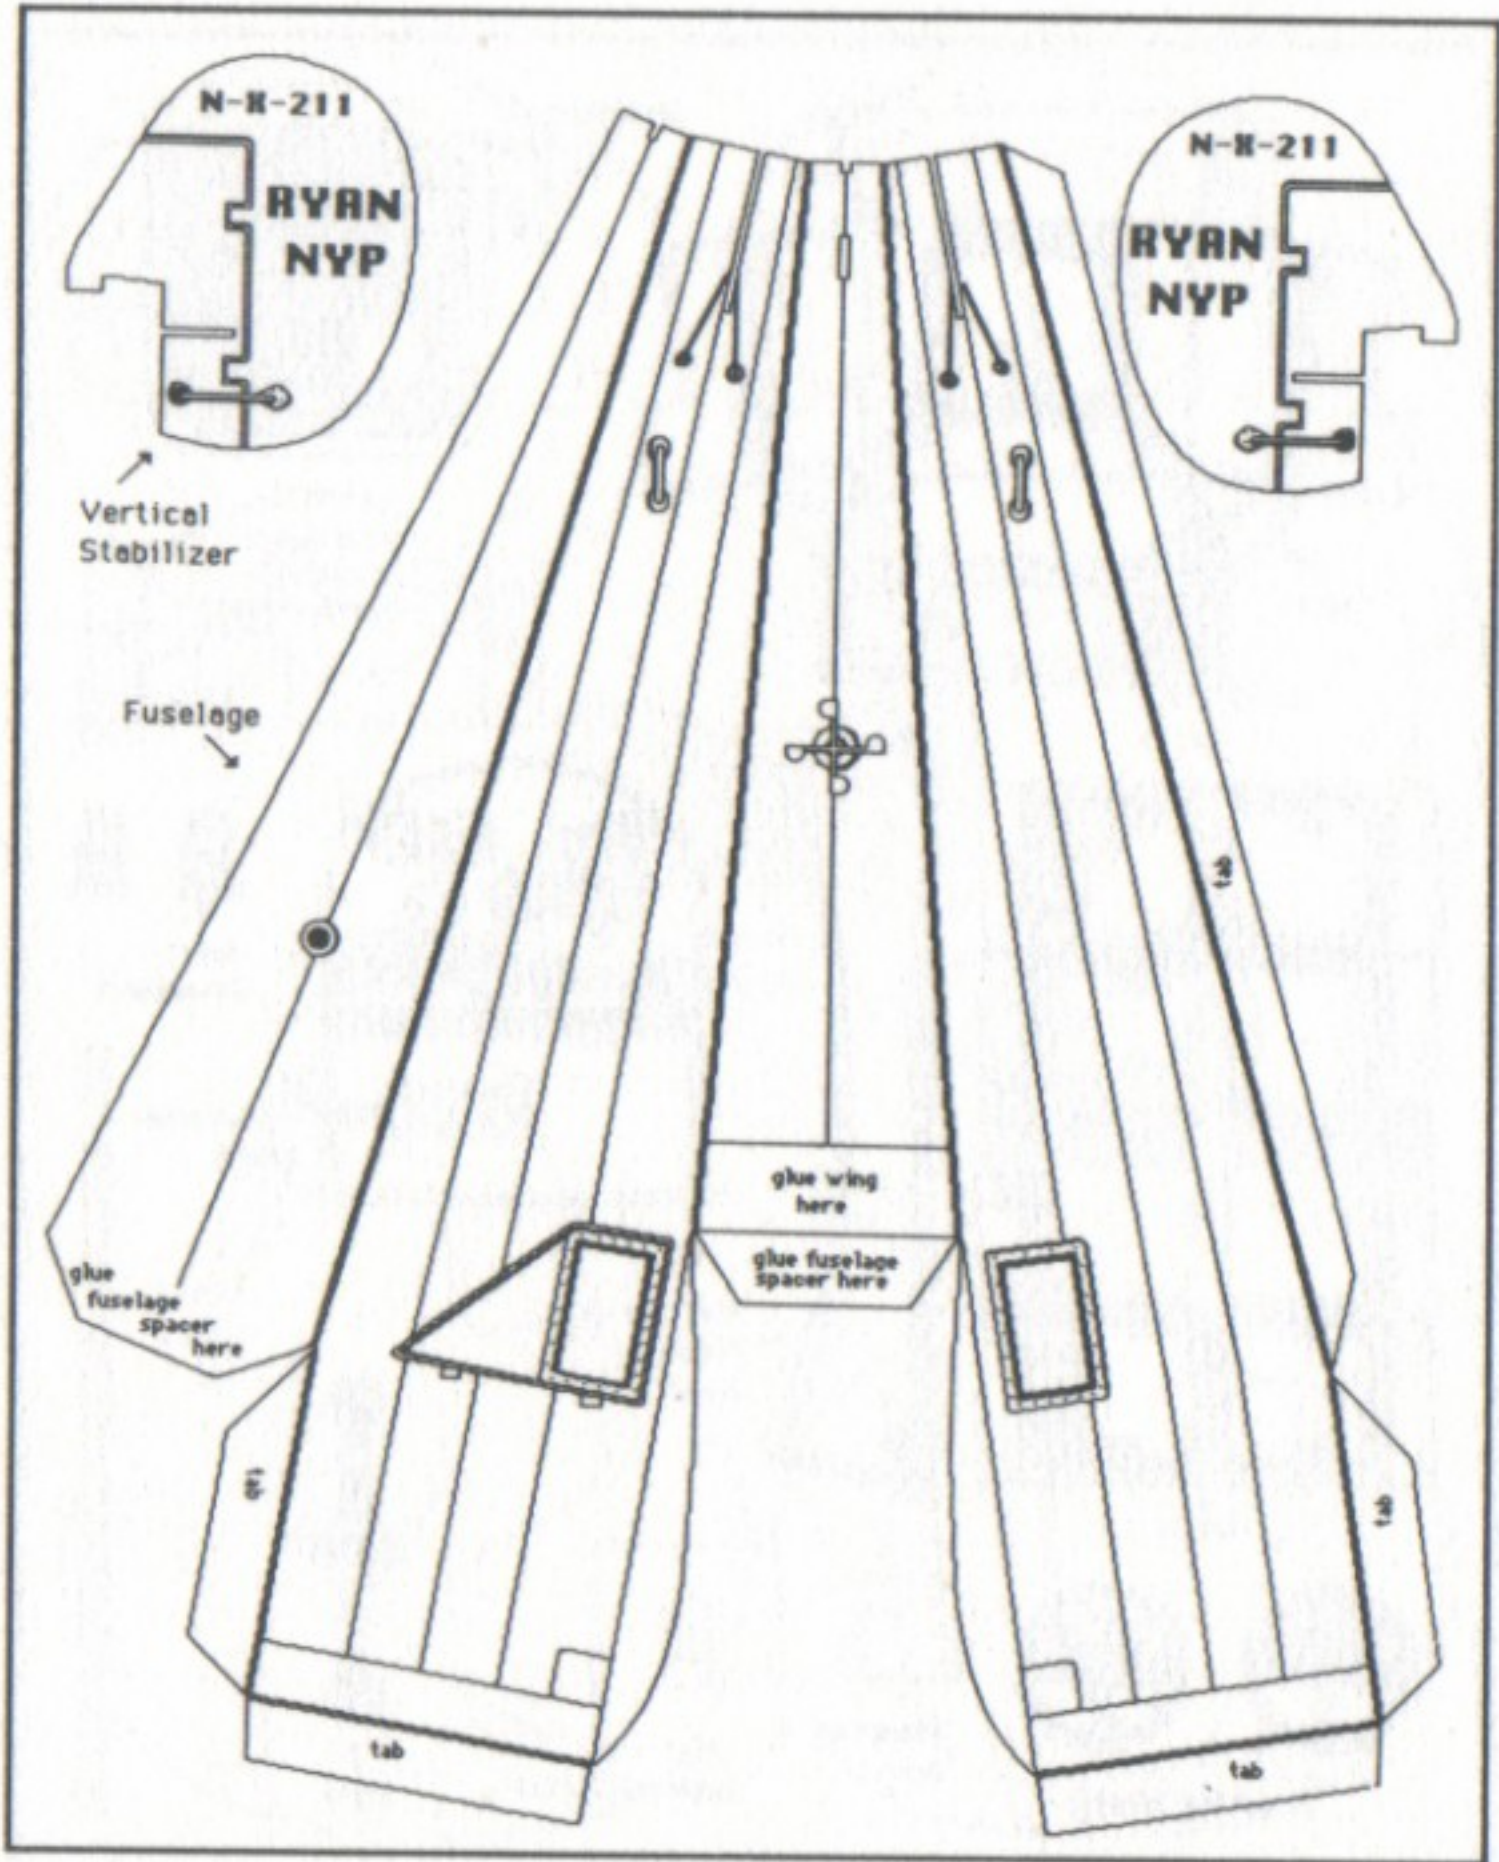 N-X-211
RYAN
NYP
N-X-211
RYAN
NYP
Vertical
Stabilizer
Fuselage
tab
glue wing
here
glue fuselage
spacer here
glue
fuselage
spacer
here
tab
tab
tab
tab